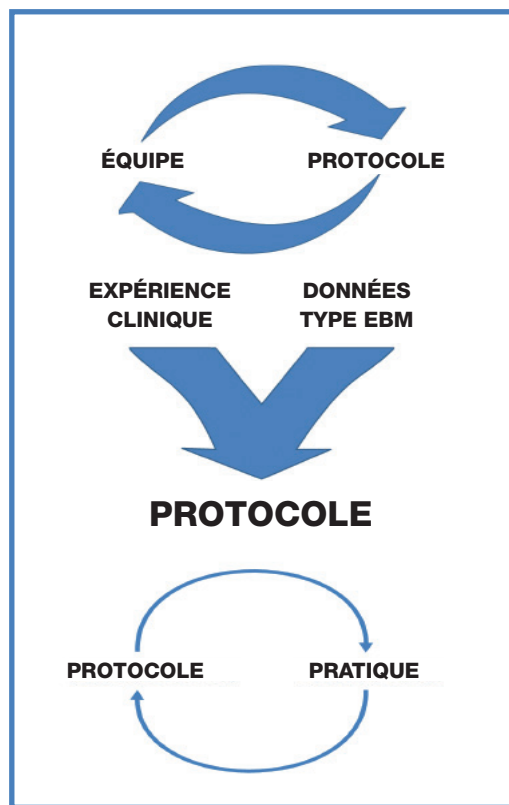 ÉQUIPE PROTOCOLE
EXPÉRIENCE DONNÉES
CLINIQUE TYPE EBM
PROTOCOLE
PROTOCOLE PRATIQUE